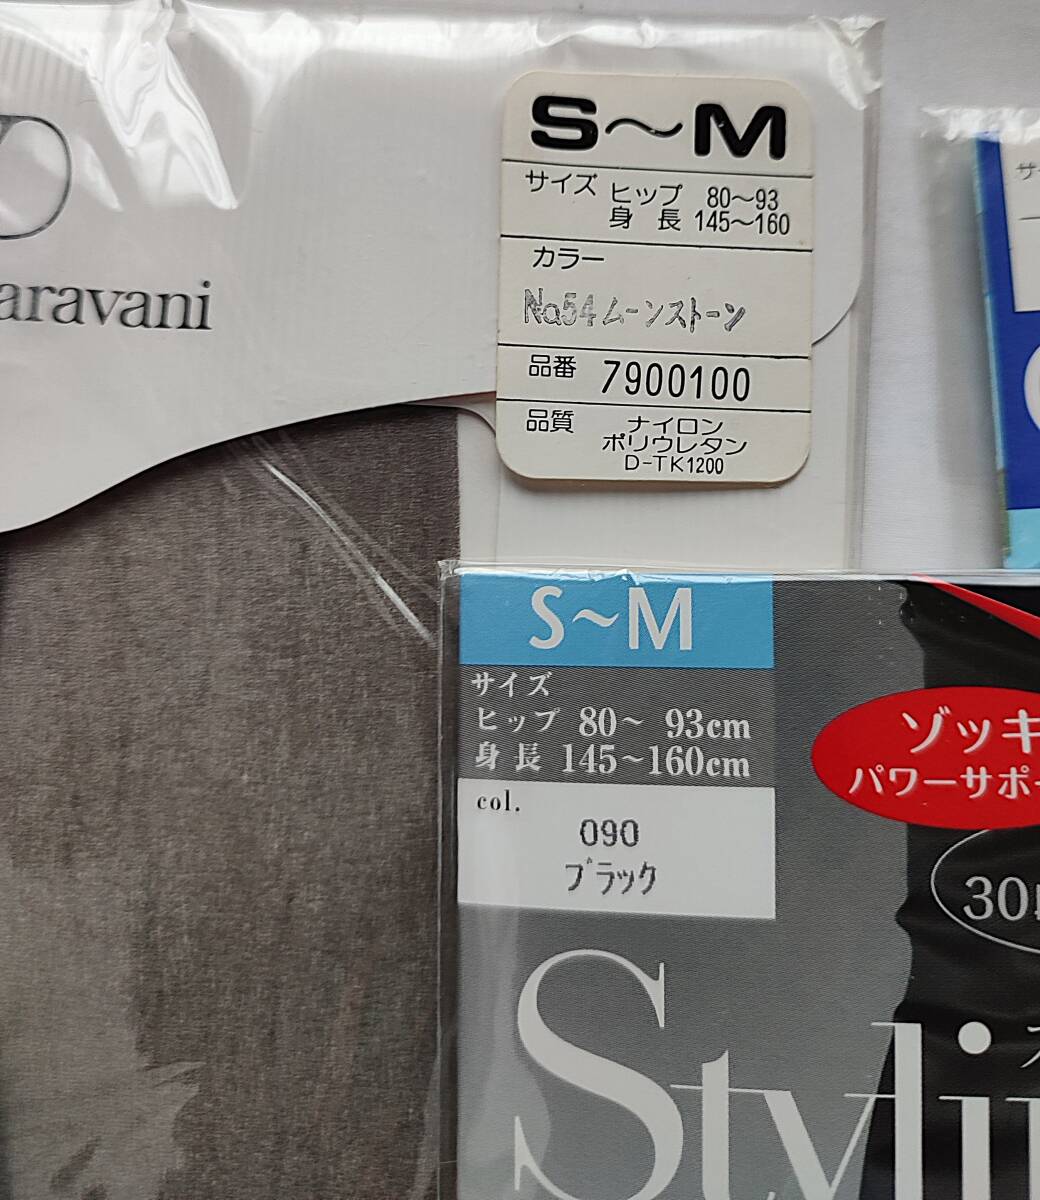 aravani
S～M
サイズ ヒップ 80～93
身長 145～160
カラー
No54 ムーンストーン
品番 7900100
品質 ナイロン
ポリウレタン
D-TK1200
S～M
サイズ
ヒップ 80～ 93cm
身長 145～160cm
col.
090
ブラック
ゾッキ
パワーサポー
30
Stylin